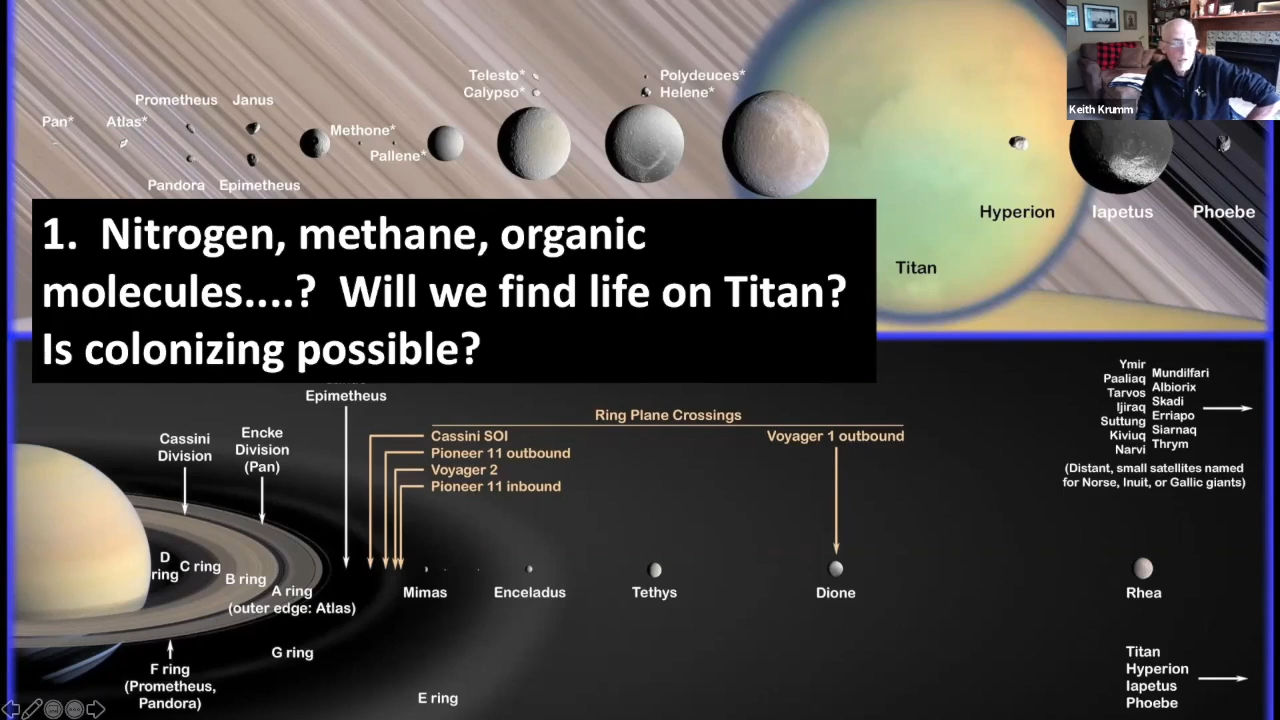 Telesto*
Calypso*
Polydeuces*
Helene*
Prometheus
Janus
Pan*
Atlas*
Methone*
Pallene*
Pandora
Epimetheus
Keith Krumm
Hyperion
Iapetus
Phoebe
Titan
1. Nitrogen, methane, organic
molecules....? Will we find life on Titan?
Is colonizing possible?
Epimetheus
Cassini
Division
Encke
Division
(Pan)
Ring Plane Crossings
Cassini SOI
Pioneer 11 outbound
Voyager 2
Pioneer 11 inbound
Voyager 1 outbound
Ymir
Paaliaq
Tarvos
Ijiraq
Suttung
Kiviuq
Narvi
Mundilfari
Albiorix
Skadi
Erriapo
Siarnaq
Thrym
(Distant, small satellites named
for Norse, Inuit, or Gallic giants)
D
ring
C ring
B ring
A ring
(outer edge: Atlas)
Mimas
Enceladus
Tethys
Dione
Rhea
G ring
F ring
(Prometheus,
Pandora)
E ring
Titan
Hyperion
Iapetus
Phoebe